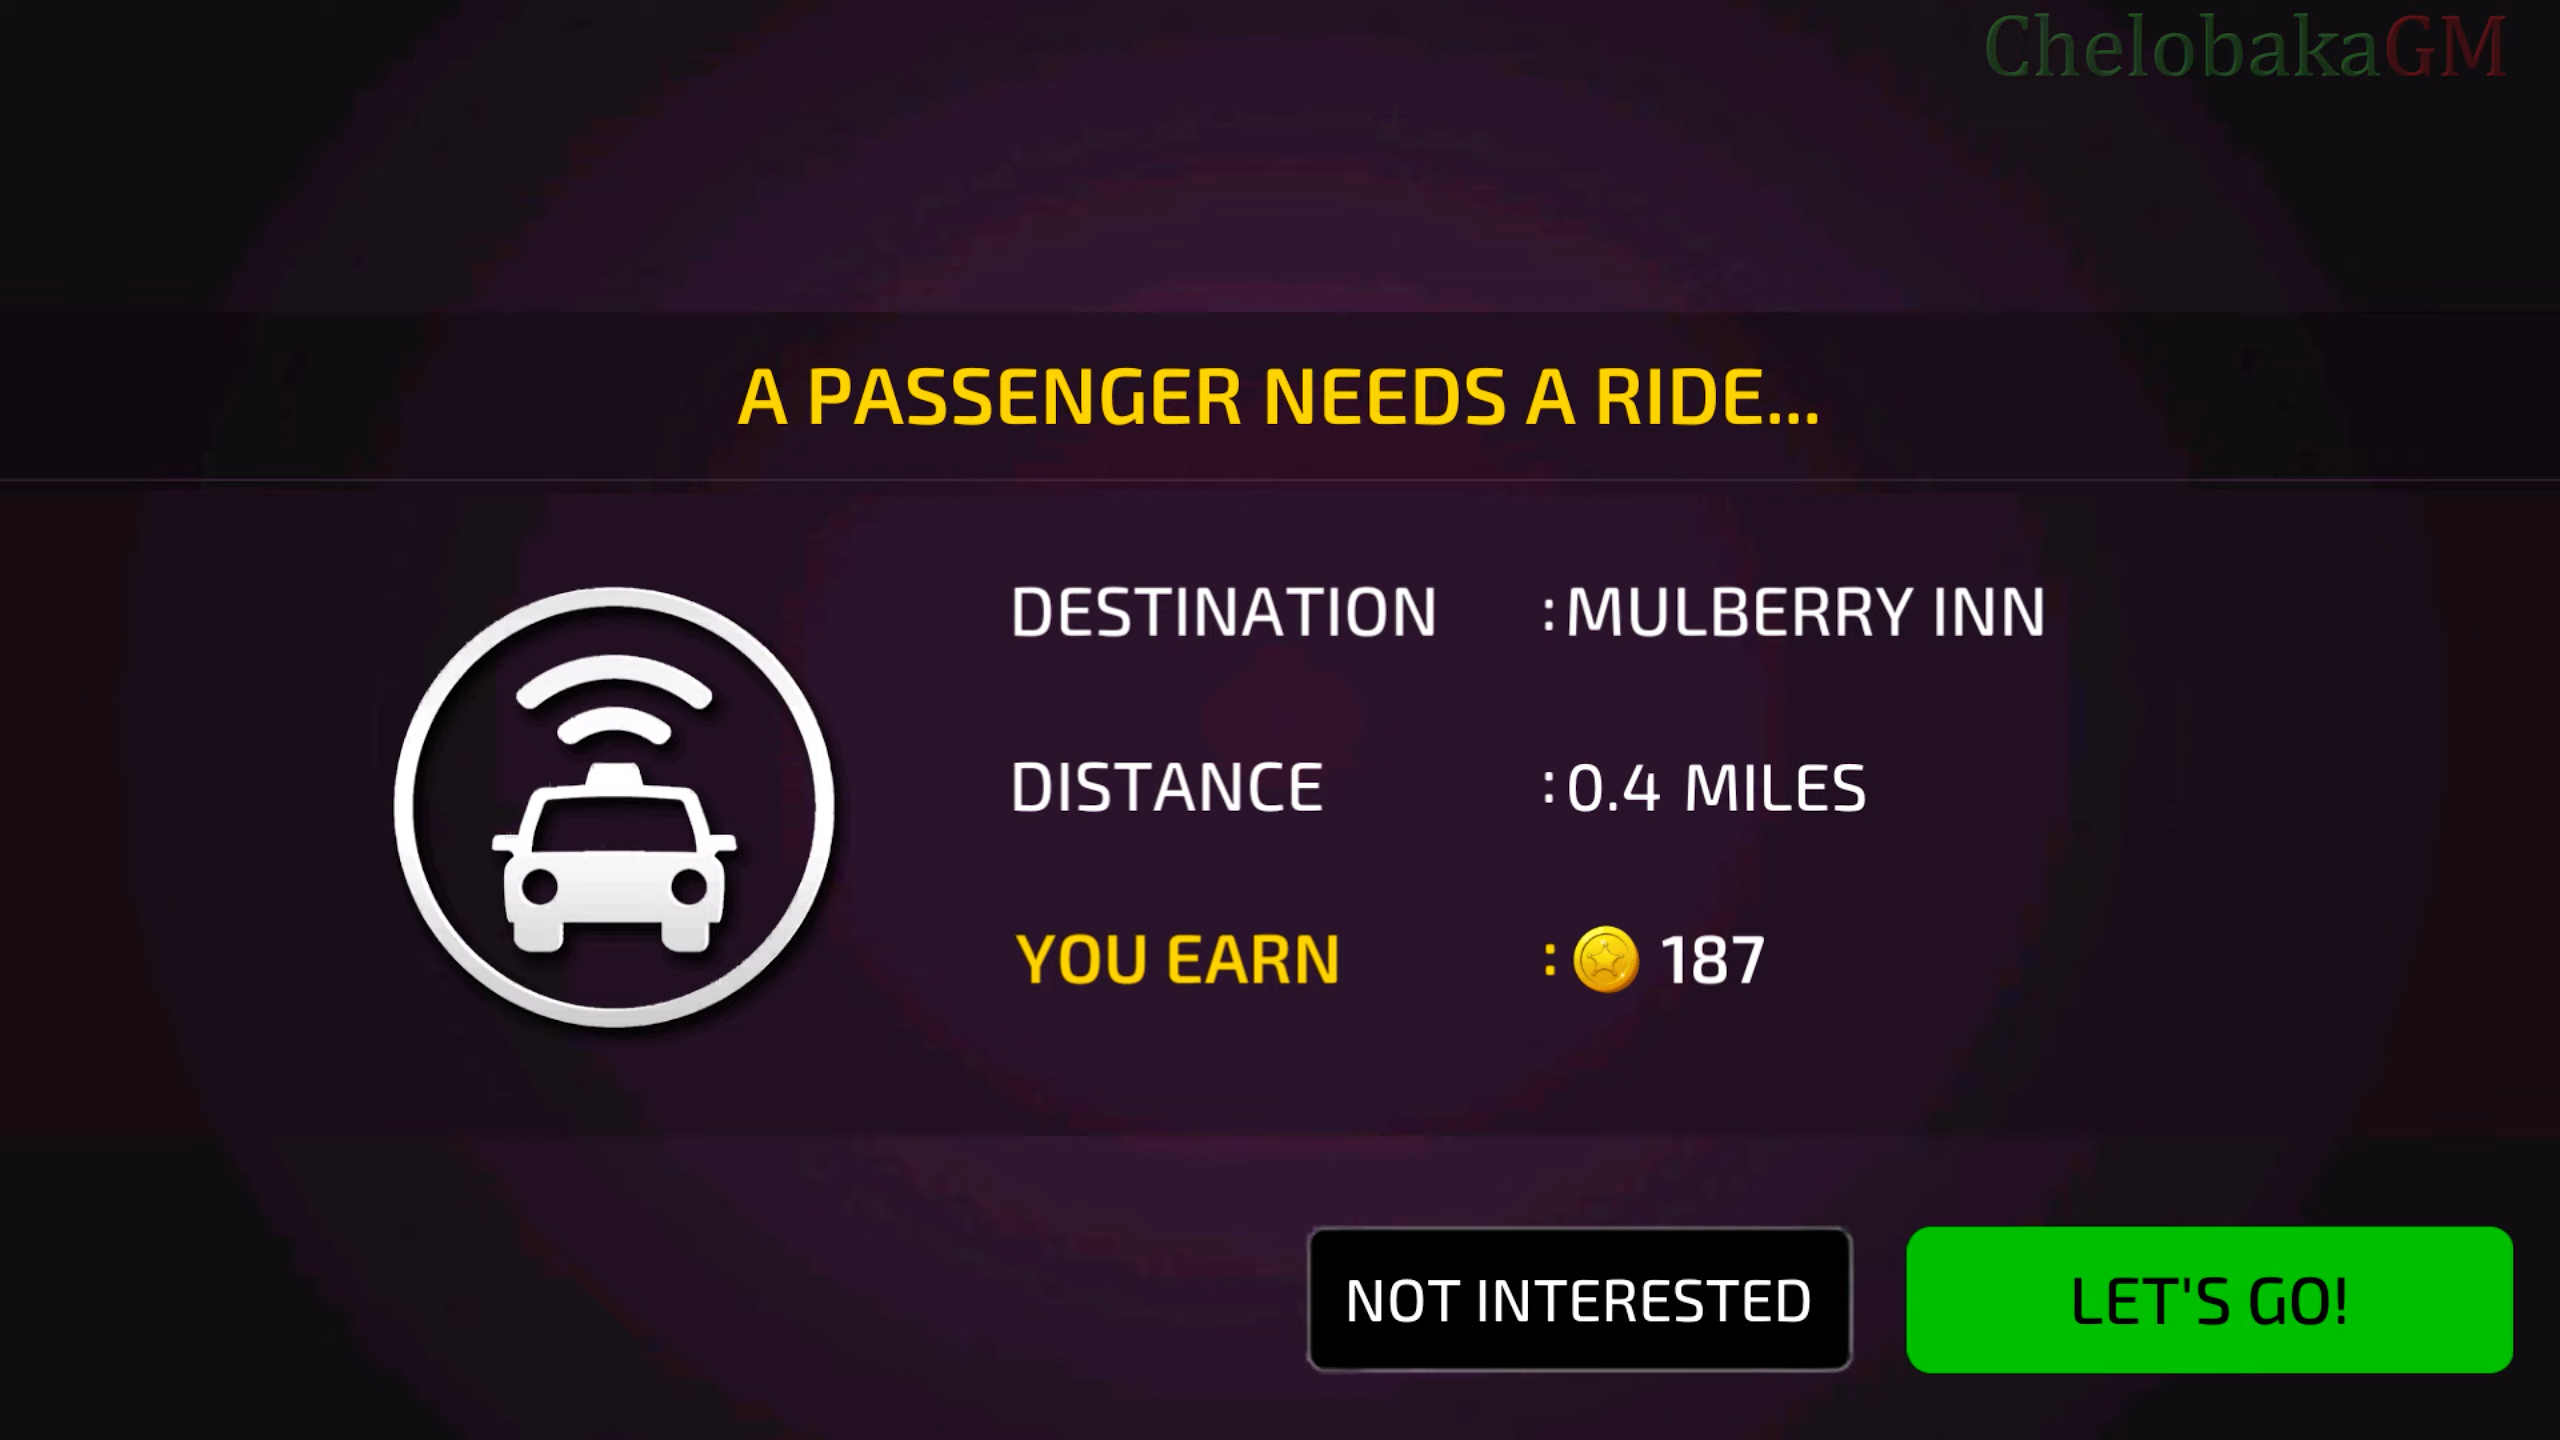 ChelobakaGM
A PASSENGER NEEDS A RIDE...
DESTINATION : MULBERRY INN
DISTANCE : 0.4 MILES
YOU EARN : 187
NOT INTERESTED LET'S GO!